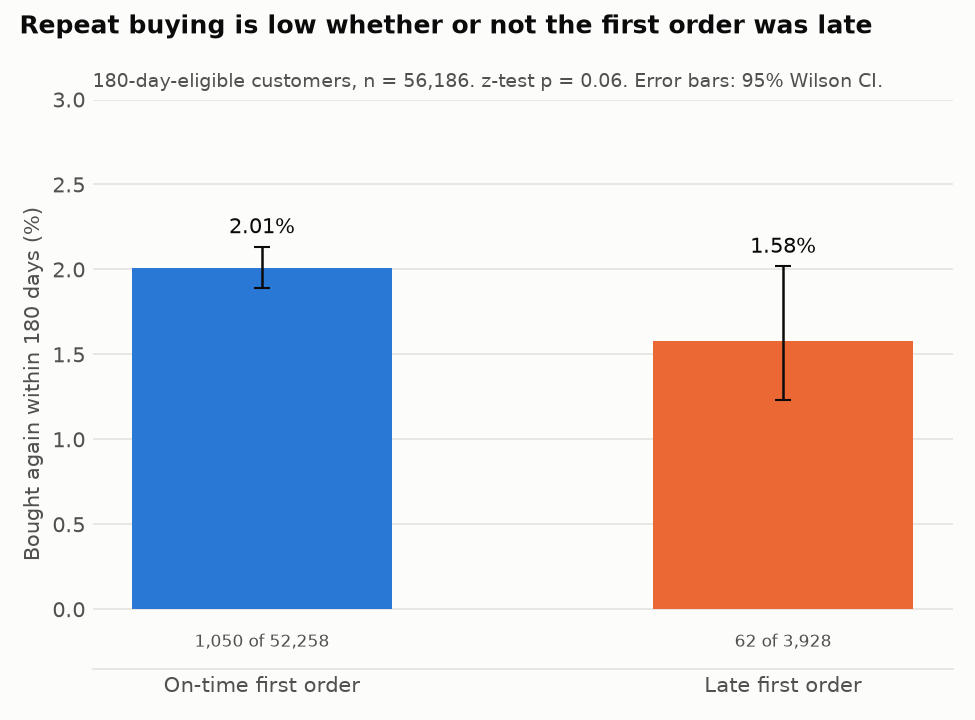 Repeat buying is low whether or not the first order was late
180-day-eligible customers, n = 56,186. z-test p = 0.06. Error bars: 95% Wilson CI.
Bought again within 180 days (%)
3.0
2.5
2.0
1.5
1.0
0.5
0.0
2.01%
1.58%
1,050 of 52,258
62 of 3,928
On-time first order
Late first order